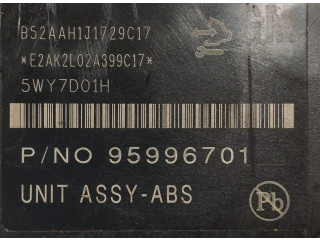 B52AAH1J1729C17
*E2AK2L02A399C17*
5WY7D01H
P/NO 95996701
UNIT ASSY-ABS
Pb